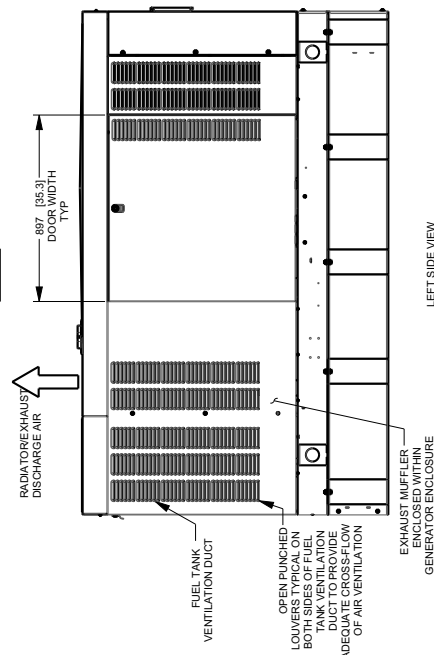 RADIATOR/EXHAUST
DISCHARGE AIR
897 [35.3]
DOOR WIDTH
TYP
FUEL TANK
VENTILATION DUCT
OPEN PUNCHED
LOUVERS TYPICAL ON
BOTH SIDES OF FUEL
TANK VENTILATION
DUCT TO PROVIDE
ADEQUATE CROSS-FLOW
OF AIR VENTILATION
EXHAUST MUFFLER
ENCLOSED WITHIN
GENERATOR ENCLOSURE
LEFT SIDE VIEW